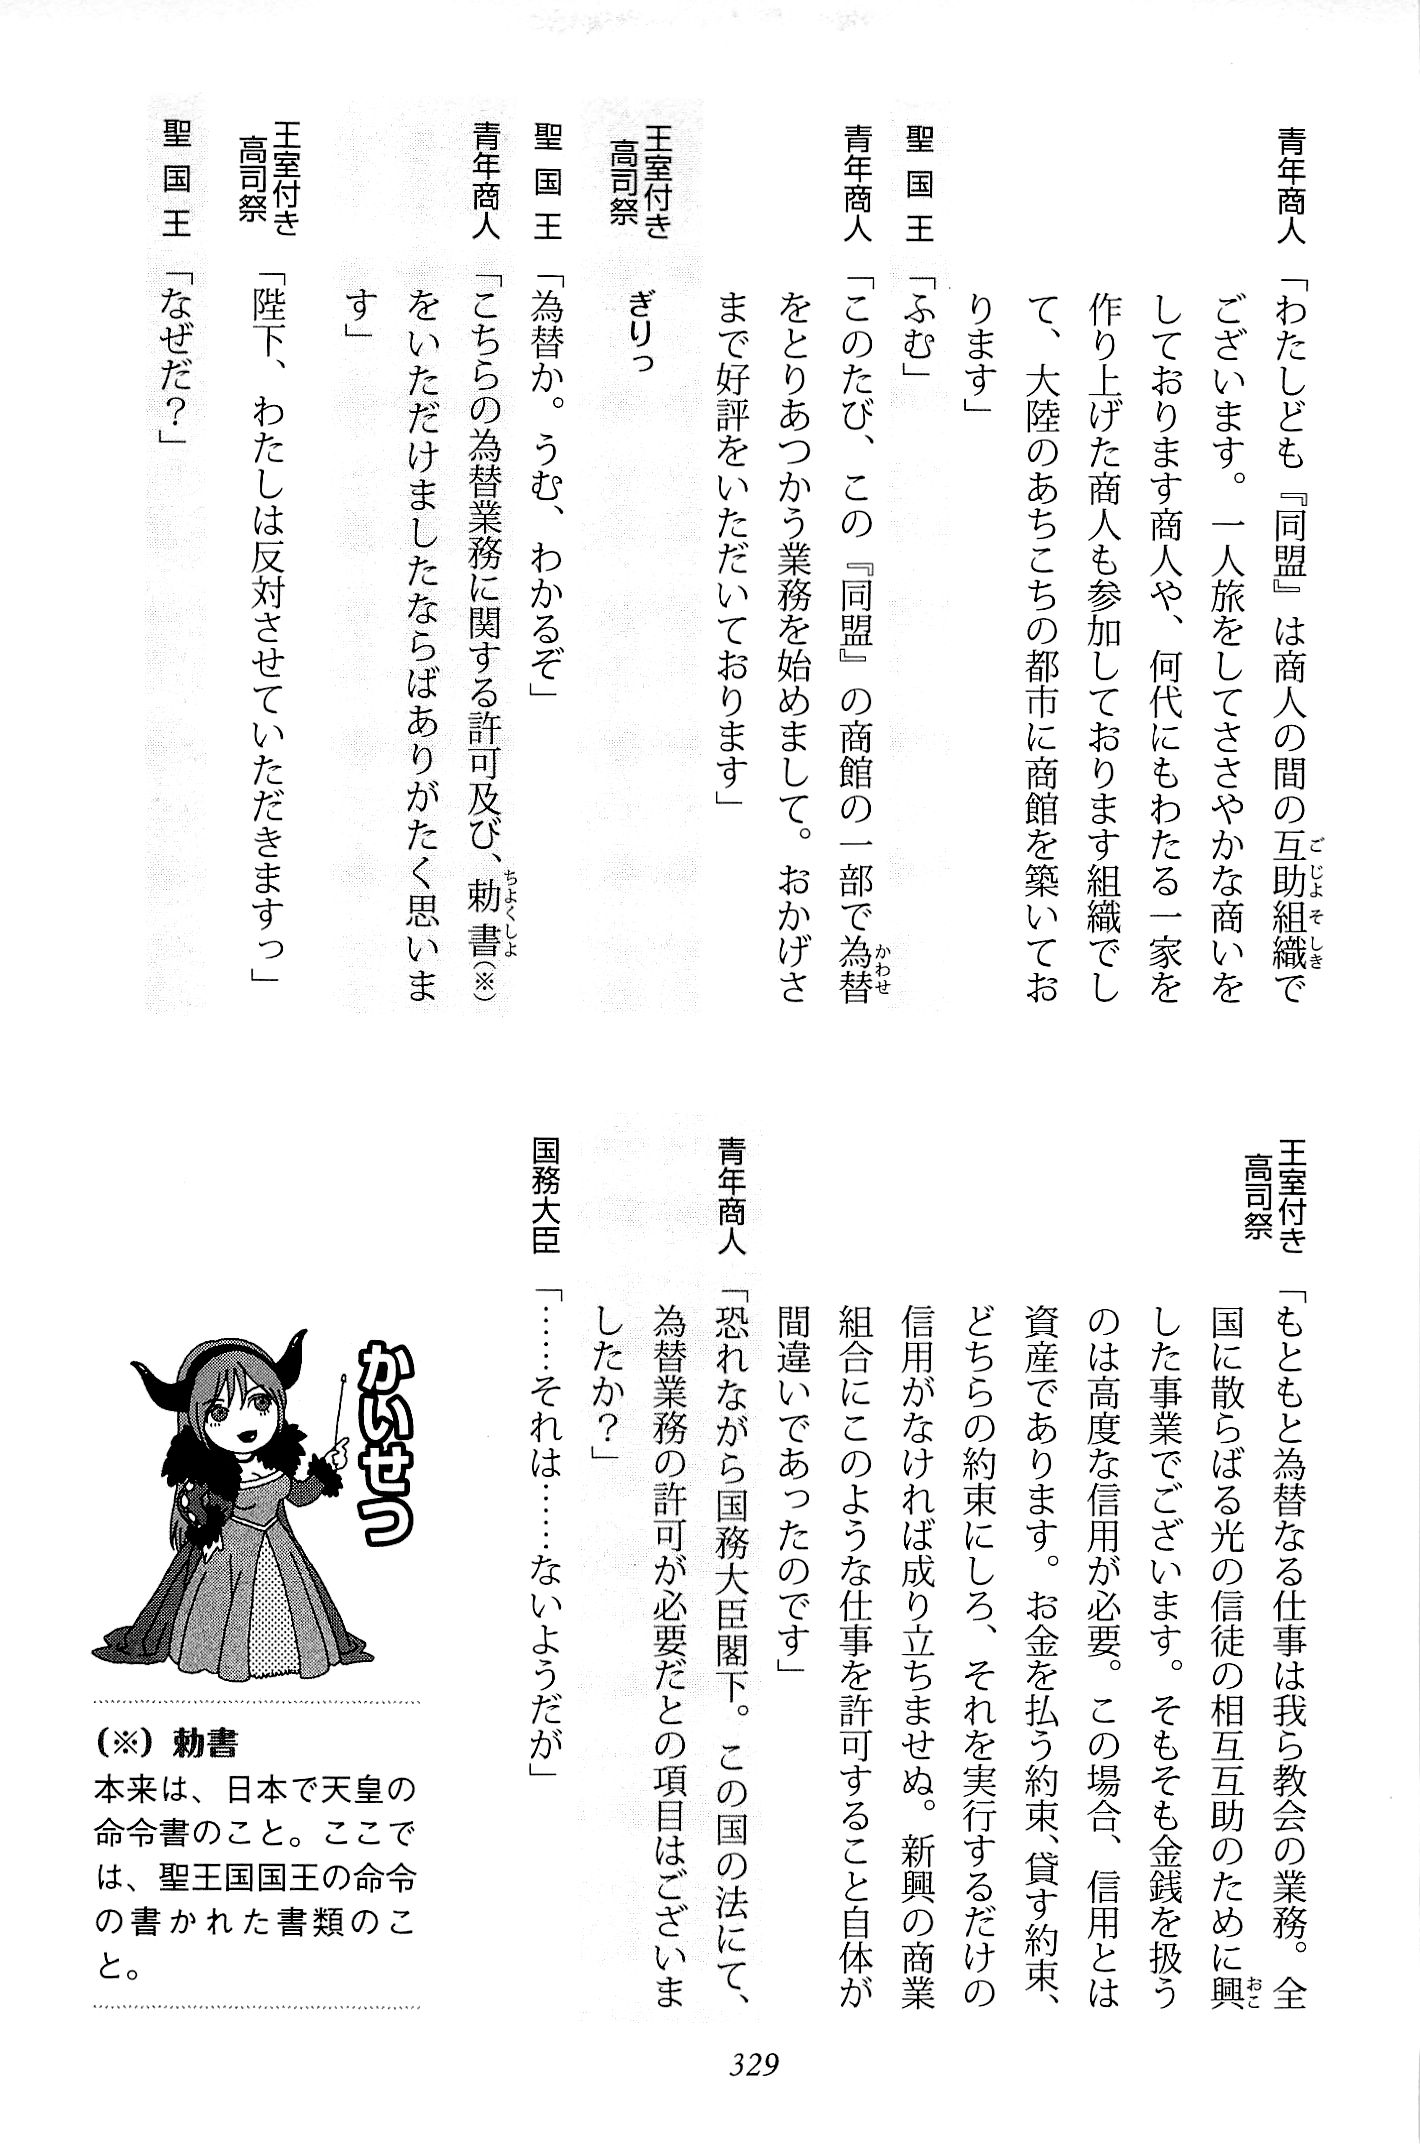 青年商人「わたしども『同盟』は商人の間の互助組織で
ございます。一人旅をしてささやかな商いを
しております商人や、何代にもわたる一家を
作り上げた商人も参加しております組織でし
て、大陸のあちこちの都市に商館を築いてお
ります」
聖国王「ふむ」
青年商人「このたび、この『同盟』の商館の一部で為替
をとりあつかう業務を始めまして。おかげさ
まで好評をいただいております」
王室付き高司祭 ぎりっ
聖国王「為替か。うむ、わかるぞ」
青年商人「こちらの為替業務に関する許可及び、勅書(※)
をいただけましたならばありがたく思いま
す」
王室付き高司祭「陛下、わたしは反対させていただきますっ」
聖国王「なぜだ？」
王室付き高司祭「もともと為替なる仕事は我ら教会の業務。全
国に散らばる光の信徒の相互互助のために興
した事業でございます。そもそも金銭を扱う
のは高度な信用が必要。この場合、信用とは
資産であります。お金を払う約束、貸す約束、
どちらの約束にしろ、それを実行するだけの
信用がなければ成り立ちませぬ。新興の商業
組合にこのような仕事を許可すること自体が
間違いであったのです」
青年商人「恐れながら国務大臣閣下。この国の法にて、
為替業務の許可が必要だとの項目はございま
したか？」
国務大臣「……それは……ないようだが」
かいせつ
(※) 勅書
本来は、日本で天皇の
命令書のこと。ここで
は、聖王国国王の命令
の書かれた書類のこ
と。
329